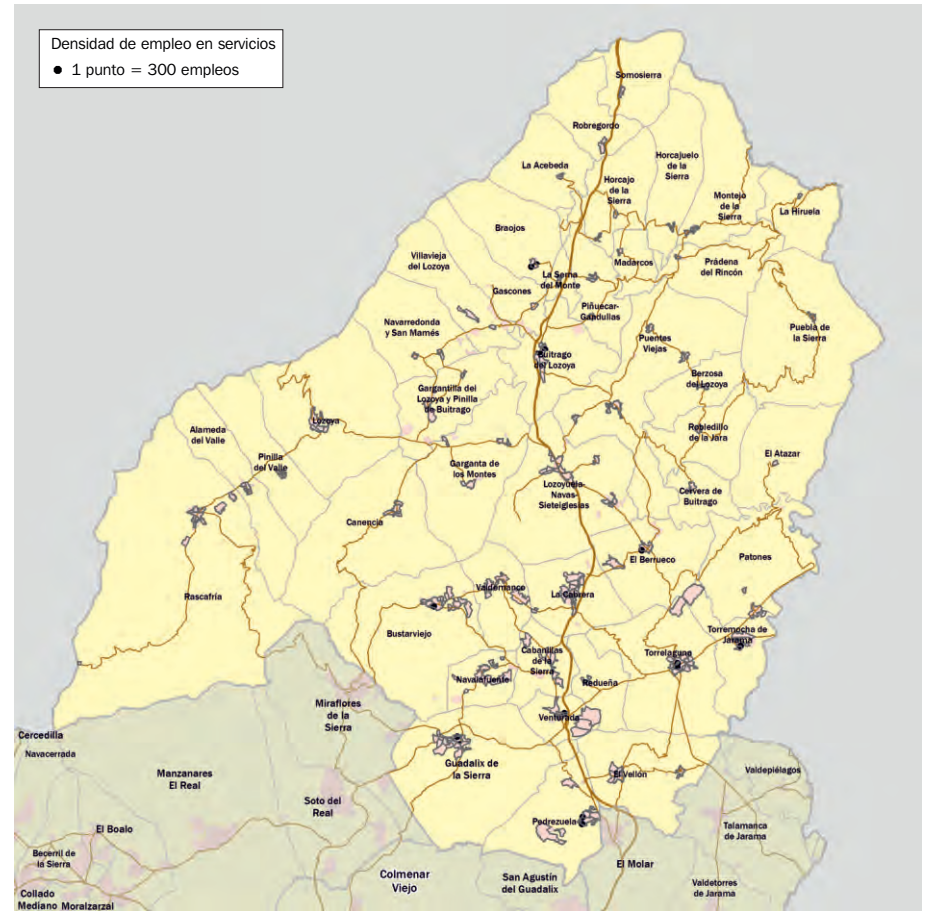 Densidad de empleo en servicios
1 punto = 300 empleos
Somosierra
Robregordo
La Acebeda
Horcajo
de la
Sierra
Horcajuelo
de la
Sierra
Montejo
de la
Sierra
La Hiruela
Braojos
Villavieja
del Lozoya
Madarcos
Prádena
del Rincón
La Serna
del Monte
Gascones
Piñuecar-
Gandullas
Navarredonda
y San Mamés
Puentes
Viejas
Puebla de
la Sierra
Buitrago
del Lozoya
Berzosa
del Lozoya
Gargantilla del
Lozoya y Pinilla
de Buitrago
Lozoya
Alameda
del Valle
Robledillo
de la Jara
Pinilla
del Valle
El Atazar
Garganta de
los Montes
Lozoyuela-
Navas-
Sieteiglesias
Cervera de
Buitrago
Canencia
El Berrueco
Patones
Rascafría
Valdemanco
La Cabrera
Bustarviejo
Torremocha de
Jarama
Cabanillas
de la
Sierra
Torrelaguna
Navalafuente
Redueña
Miraflores
de la
Sierra
Venturada
Cercedilla
Navacerrada
Guadalix de
la Sierra
Manzanares
El Real
El Vellón
Valdepiélagos
Soto del
Real
El Boalo
Pedrezuela
Talamanca
de Jarama
Becerril de
la Sierra
El Molar
Colmenar
Viejo
San Agustín
del Guadalix
Valdetorres
de Jarama
Collado
Mediano
Moralzarzal